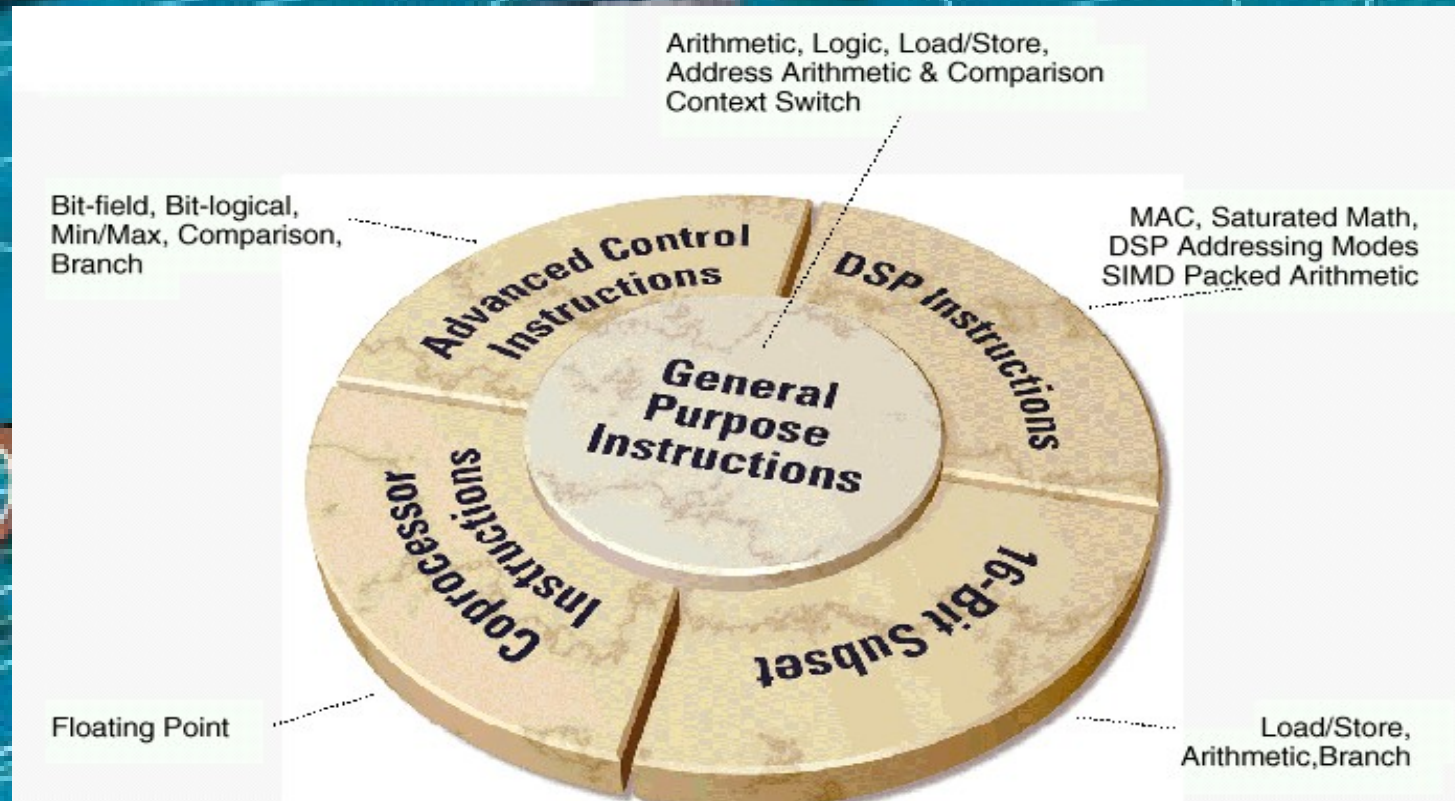 Arithmetic, Logic, Load/Store,
Address Arithmetic & Comparison
Context Switch
Bit-field, Bit-logical,
Min/Max, Comparison,
Branch
MAC, Saturated Math,
DSP Addressing Modes
SIMD Packed Arithmetic
Advanced Control
Instructions
DSP Instructions
General
Purpose
Instructions
Coprocessor
Instructions
16-Bit Subset
Floating Point
Load/Store,
Arithmetic,Branch